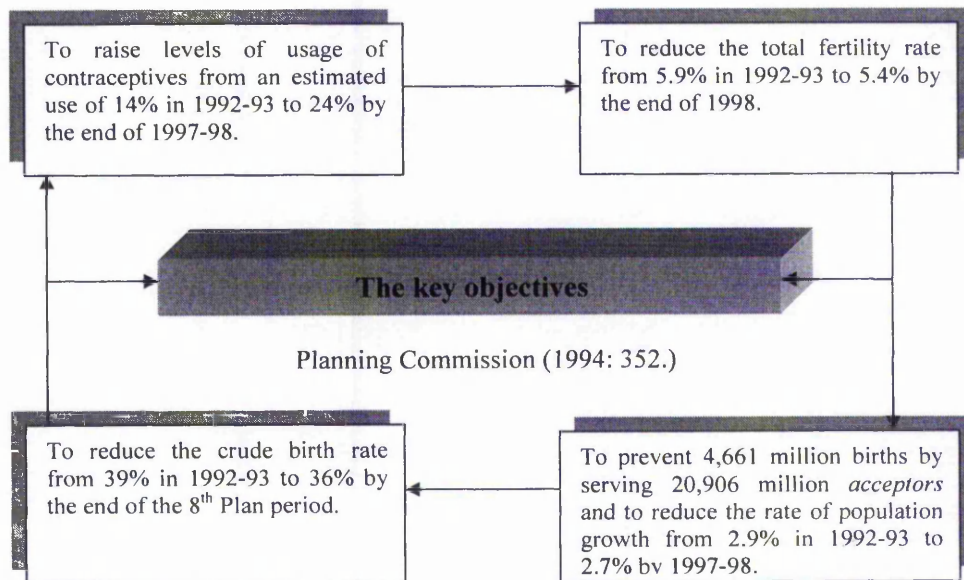 To raise levels of usage of
contraceptives from an estimated
use of 14% in 1992-93 to 24% by
the end of 1997-98.
To reduce the total fertility rate
from 5.9% in 1992-93 to 5.4% by
the end of 1998.
The key objectives
Planning Commission (1994: 352.)
To reduce the crude birth rate
from 39% in 1992-93 to 36% by
the end of the 8th Plan period.
To prevent 4,661 million births by
serving 20,906 million acceptors
and to reduce the rate of population
growth from 2.9% in 1992-93 to
2.7% by 1997-98.